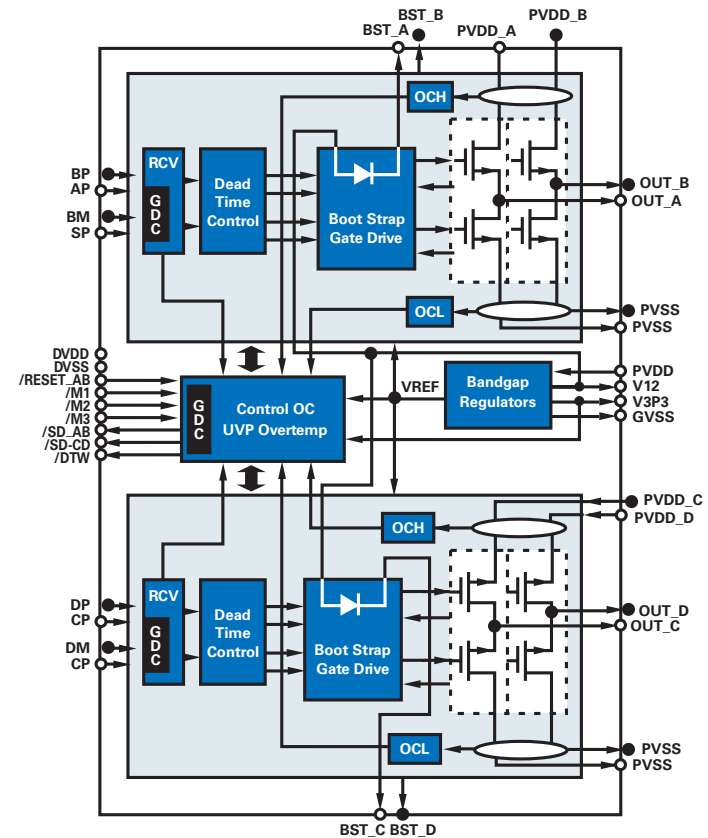 BST_B
BST_A
PVDD_A
PVDD_B
OCH
BP
AP
BM
SP
RCV
GDC
Dead
Time
Control
Boot Strap
Gate Drive
OUT_B
OUT_A
OCL
PVSS
PVSS
DVDD
DVSS
/RESET_AB
/M1
/M2
/M3
/SD_AB
/SD-CD
/DTW
GDC
Control OC
UVP Overtemp
VREF
Bandgap
Regulators
PVDD
V12
V3P3
GVSS
PVDD_C
PVDD_D
OCH
DP
CP
DM
CP
RCV
GDC
Dead
Time
Control
Boot Strap
Gate Drive
OUT_D
OUT_C
OCL
PVSS
PVSS
BST_C
BST_D